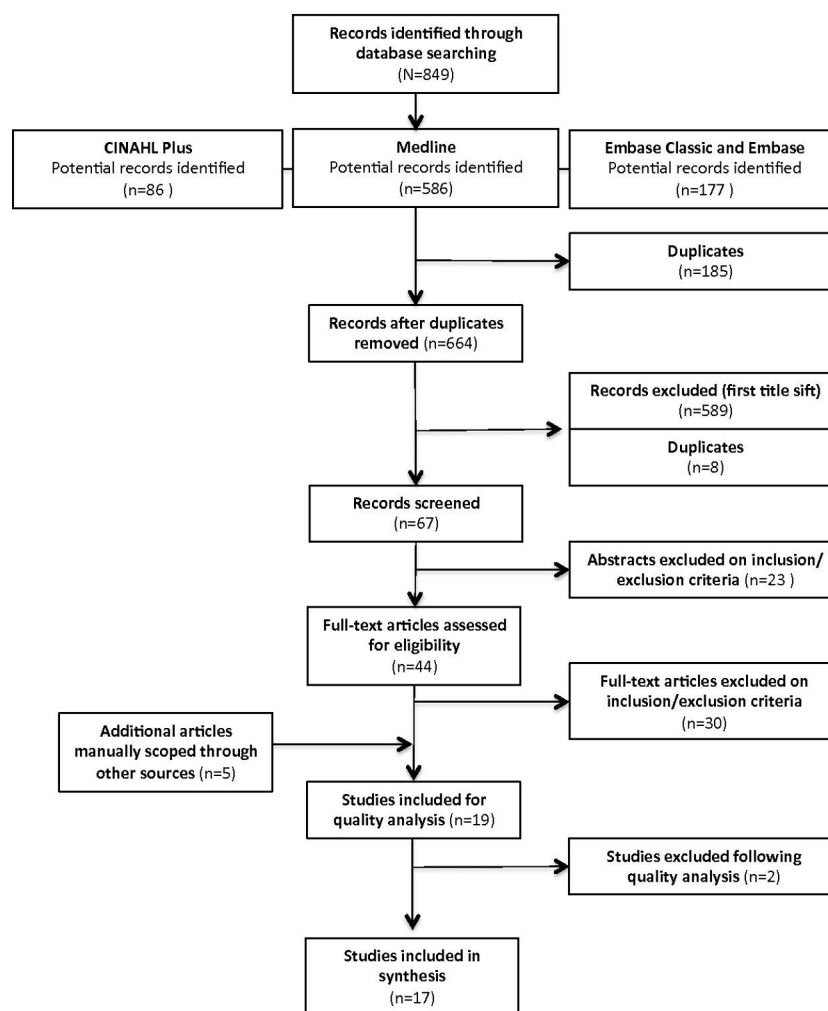 Records identified through
database searching
(N=849)
CINAHL Plus
Potential records identified
(n=86 )
Medline
Potential records identified
(n=586)
Embase Classic and Embase
Potential records identified
(n=177 )
Duplicates
(n=185)
Records after duplicates
removed (n=664)
Records excluded (first title sift)
(n=589)
Duplicates
(n=8)
Records screened
(n=67)
Abstracts excluded on inclusion/
exclusion criteria (n=23 )
Full-text articles assessed
for eligibility
(n=44)
Full-text articles excluded on
inclusion/exclusion criteria
(n=30)
Additional articles
manually scoped through
other sources (n=5)
Studies included for
quality analysis (n=19)
Studies excluded following
quality analysis (n=2)
Studies included in
synthesis
(n=17)